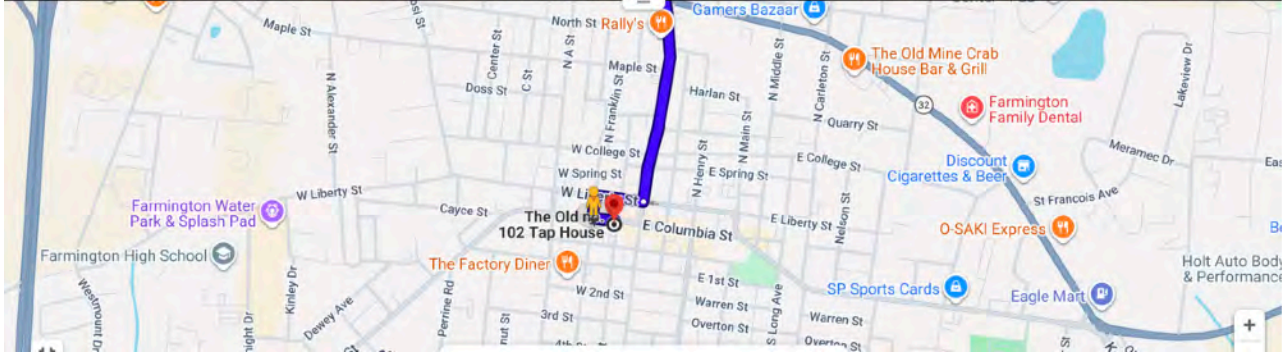 Gamers Bazaar
North St
Rally's
Maple St
N A St
Center St
C St
Doss St
Maple St
N Franklin St
N Alexander St
N Middle St
N Carleton St
The Old Mine Crab
House Bar & Grill
Lakeview Dr
Harlan St
32
Farmington
Family Dental
Quarry St
N Main St
N Henry St
W College St
E College St
Meramec Dr
W Spring St
E Spring St
Discount
Cigarettes & Beer
W Liberty St
St Francois Ave
Farmington Water
Park & Splash Pad
Cayce St
The Old
102 Tap House
E Columbia St
E Liberty St
Nelson St
O-SAKI Express
Farmington High School
The Factory Diner
Holt Auto Body
& Performance
Westmount Dr
Kinley Dr
Dewey Ave
Perrine Rd
E 1st St
SP Sports Cards
Eagle Mart
W 2nd St
Warren St
S Long Ave
Warren St
3rd St
Overton St
Overton St
+